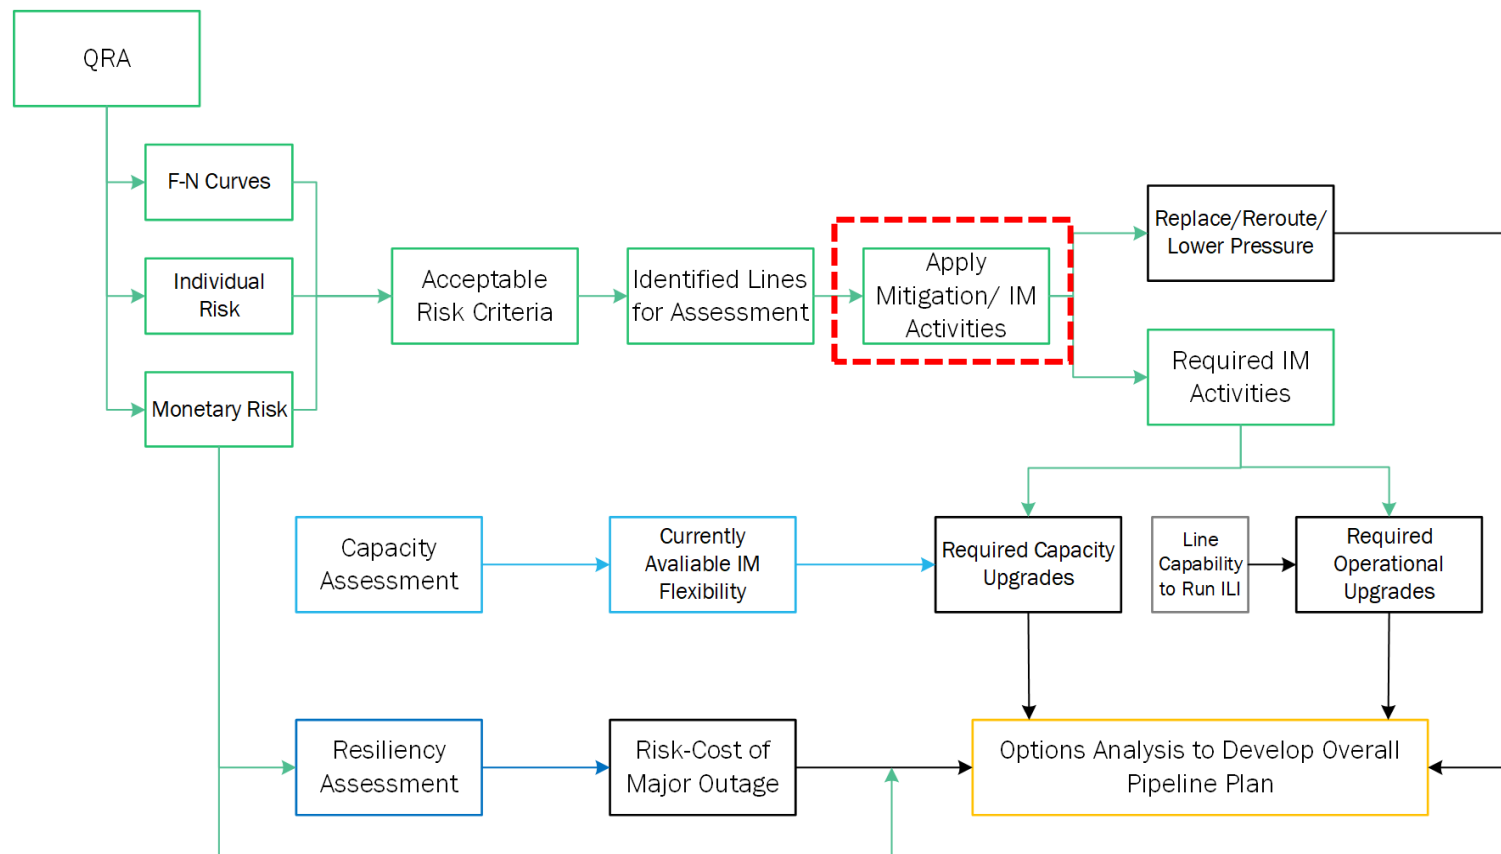 QRA
F-N Curves
Individual
Risk
Monetary Risk
Acceptable
Risk Criteria
Identified Lines
for Assessment
Apply
Mitigation/ IM
Activities
Replace/Reroute/
Lower Pressure
Required IM
Activities
Capacity
Assessment
Currently
Avaliable IM
Flexibility
Required Capacity
Upgrades
Line
Capability
to Run ILI
Required
Operational
Upgrades
Resiliency
Assessment
Risk-Cost of
Major Outage
Options Analysis to Develop Overall
Pipeline Plan